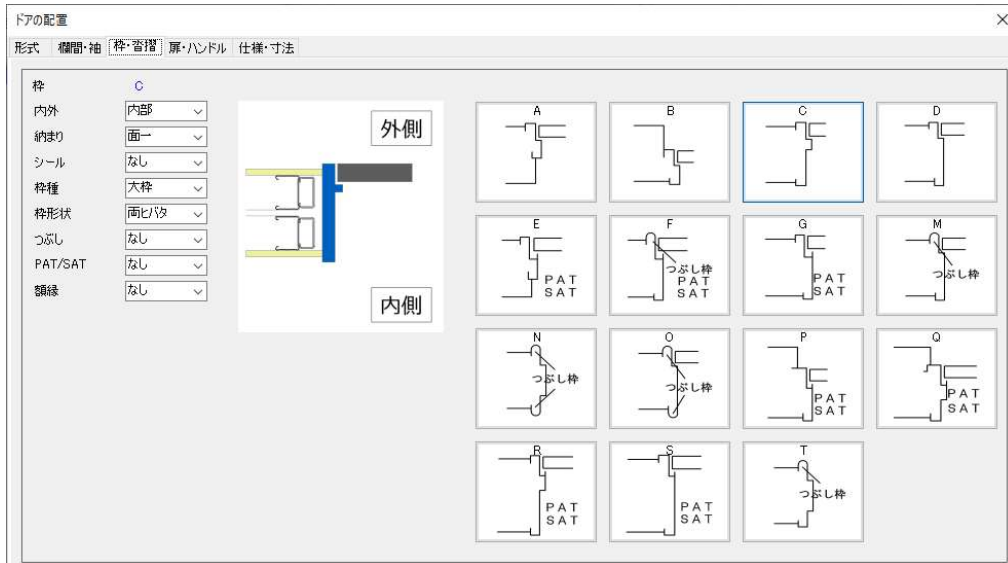 ドアの配置
形式 欄間・袖 枠・沓摺 扉・ハンドル 仕様・寸法
枠 C
内外 内部
納まり 面一
シール なし
枠種 大枠
枠形状 両ヒバタ
つぶし なし
PAT/SAT なし
額縁 なし
外側
内側
A B C D
E F G M
PAT
SAT
つぶし枠
PAT
SAT
PAT
SAT
つぶし枠
N O P Q
つぶし枠
つぶし枠
PAT
SAT
PAT
SAT
R S T
PAT
SAT
PAT
SAT
つぶし枠